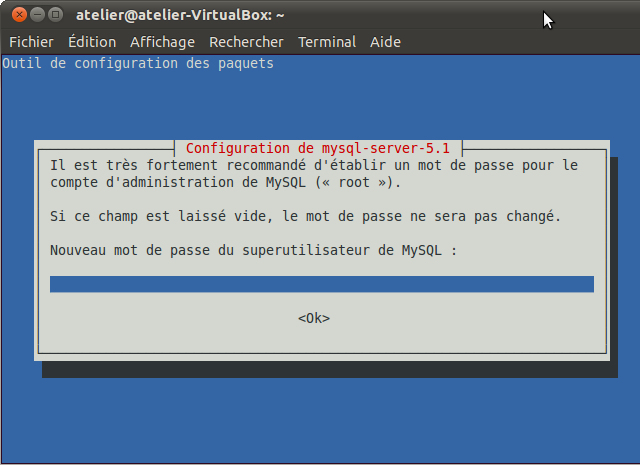 atelier@atelier-VirtualBox: ~
Fichier Édition Affichage Rechercher Terminal Aide
Outil de configuration des paquets
Configuration de mysql-server-5.1
Il est très fortement recommandé d'établir un mot de passe pour le
compte d'administration de MySQL (« root »).
Si ce champ est laissé vide, le mot de passe ne sera pas changé.
Nouveau mot de passe du superutilisateur de MySQL :
<Ok>